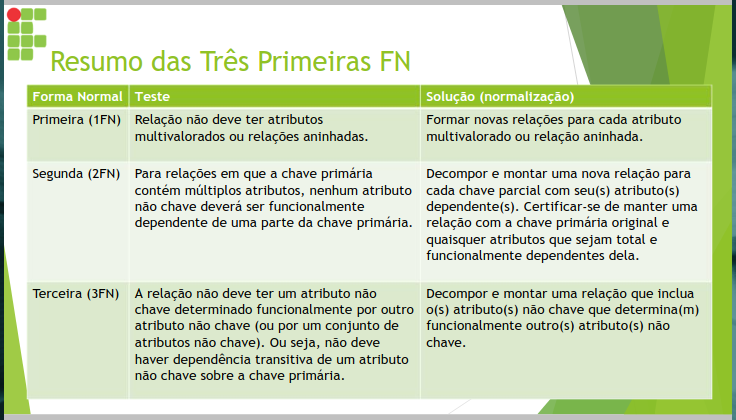 Resumo das Três Primeiras FN
Forma Normal Teste Solução (normalização)
Primeira (1FN)
Relação não deve ter atributos
multivalorados ou relações aninhadas.
Formar novas relações para cada atributo
multivalorado ou relação aninhada.
Segunda (2FN)
Para relações em que a chave primária
contém múltiplos atributos, nenhum atributo
não chave deverá ser funcionalmente
dependente de uma parte da chave primária.
Decompor e montar uma nova relação para
cada chave parcial com seu(s) atributo(s)
dependente(s). Certificar-se de manter uma
relação com a chave primária original e
quaisquer atributos que sejam total e
funcionalmente dependentes dela.
Terceira (3FN)
A relação não deve ter um atributo não
chave determinado funcionalmente por outro
atributo não chave (ou por um conjunto de
atributos não chave). Ou seja, não deve
haver dependência transitiva de um atributo
não chave sobre a chave primária.
Decompor e montar uma relação que inclua
o(s) atributo(s) não chave que determina(m)
funcionalmente outro(s) atributo(s) não
chave.